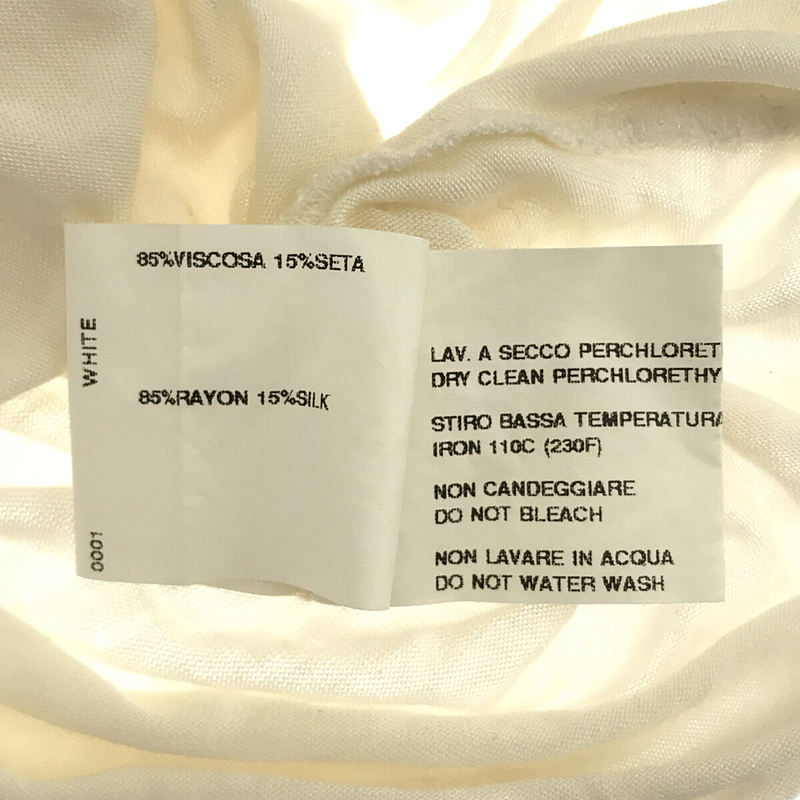 85%VISCOSA 15%SETA
85%RAYON 15%SILK
WHITE
0001
LAV. A SECCO PERCHLORET
DRY CLEAN PERCHLORETHY
STIRO BASSA TEMPERATURA
IRON 110C (230F)
NON CANDEGGIARE
DO NOT BLEACH
NON LAVARE IN ACQUA
DO NOT WATER WASH